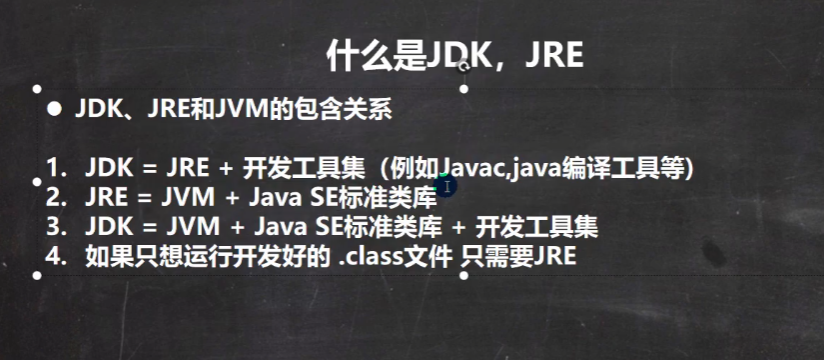 什么是JDK，JRE
● JDK、JRE和JVM的包含关系
1. JDK = JRE + 开发工具集（例如Javac,java编译工具等)
2. JRE = JVM + Java SE标准类库
3. JDK = JVM + Java SE标准类库 + 开发工具集
4. 如果只想运行开发好的 .class文件 只需要JRE